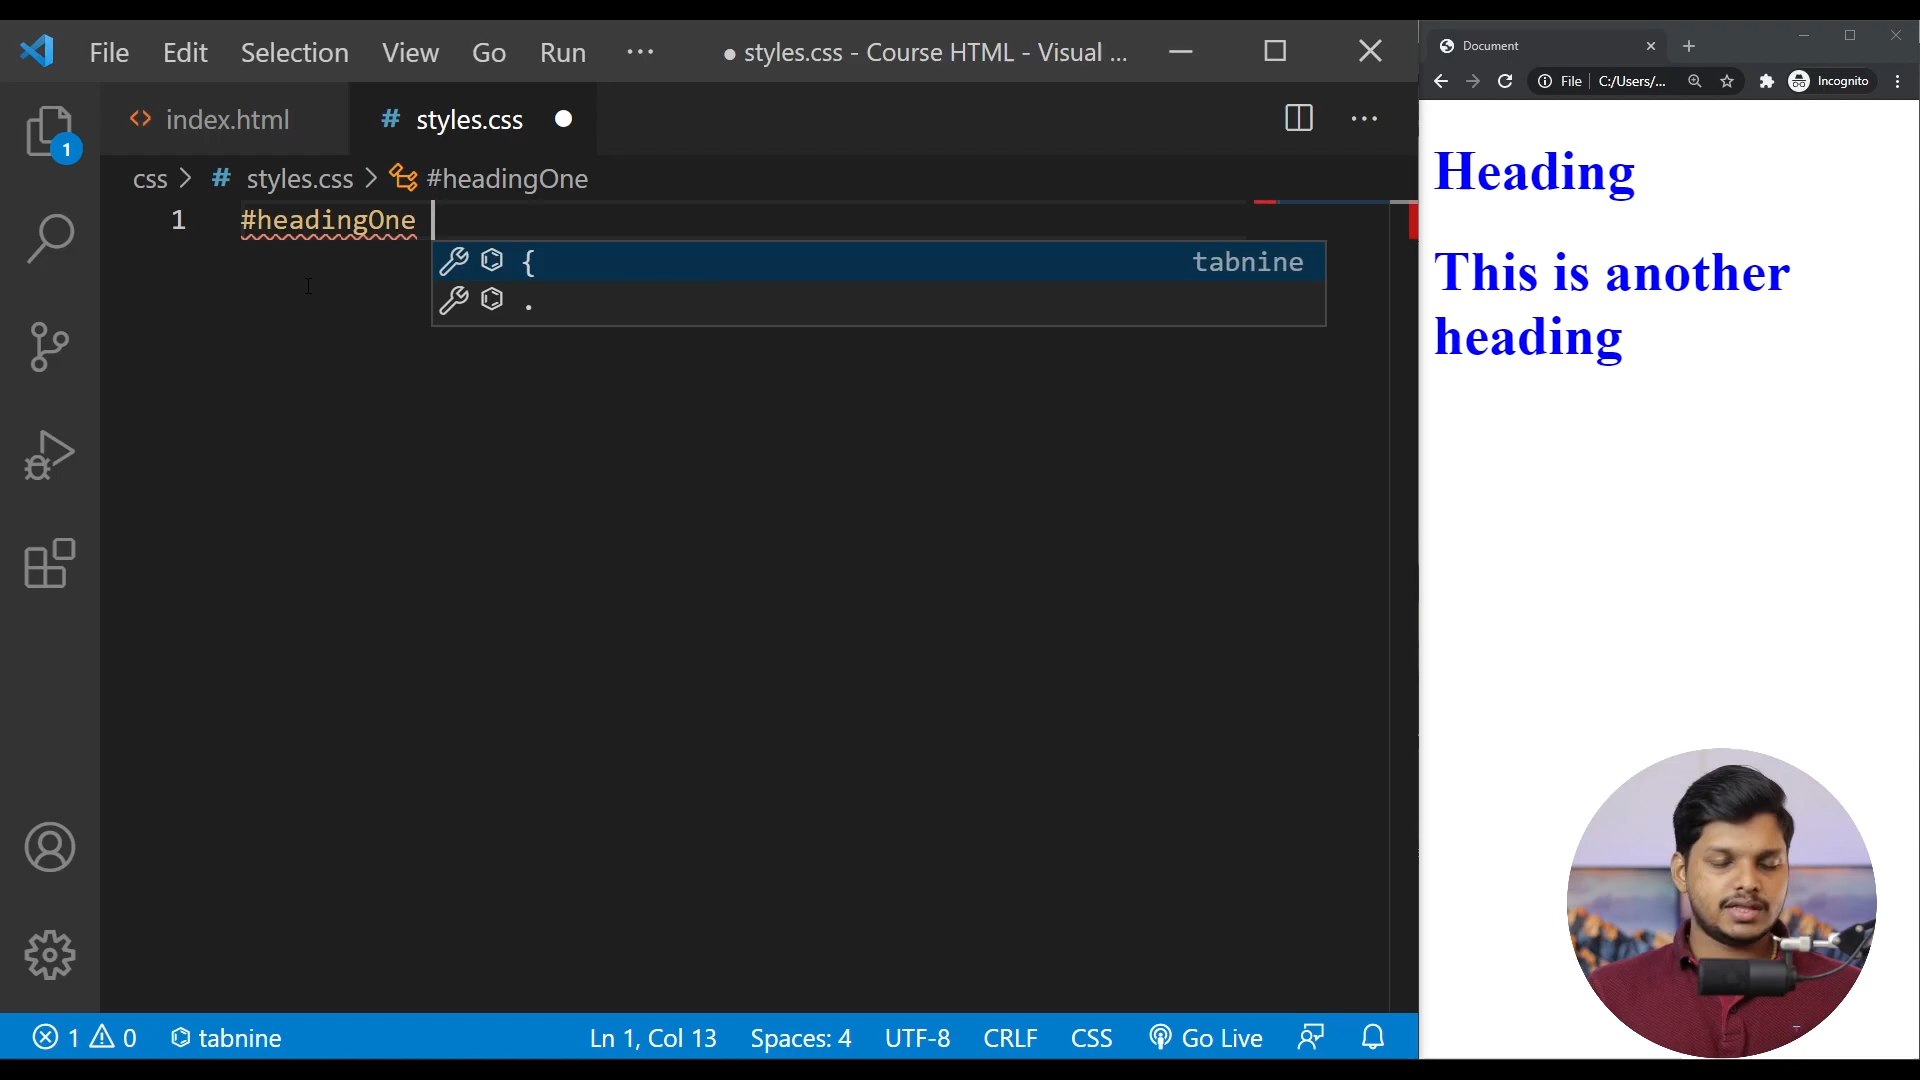 File Edit Selection View Go Run ··· ● styles.css - Course HTML - Visual ...
index.html # styles.css
css > # styles.css > #headingOne
1 #headingOne
{ tabnine
.
1 0 tabnine Ln 1, Col 13 Spaces: 4 UTF-8 CRLF CSS Go Live
1
Document
File C:/Users/... Incognito
Heading
This is another
heading